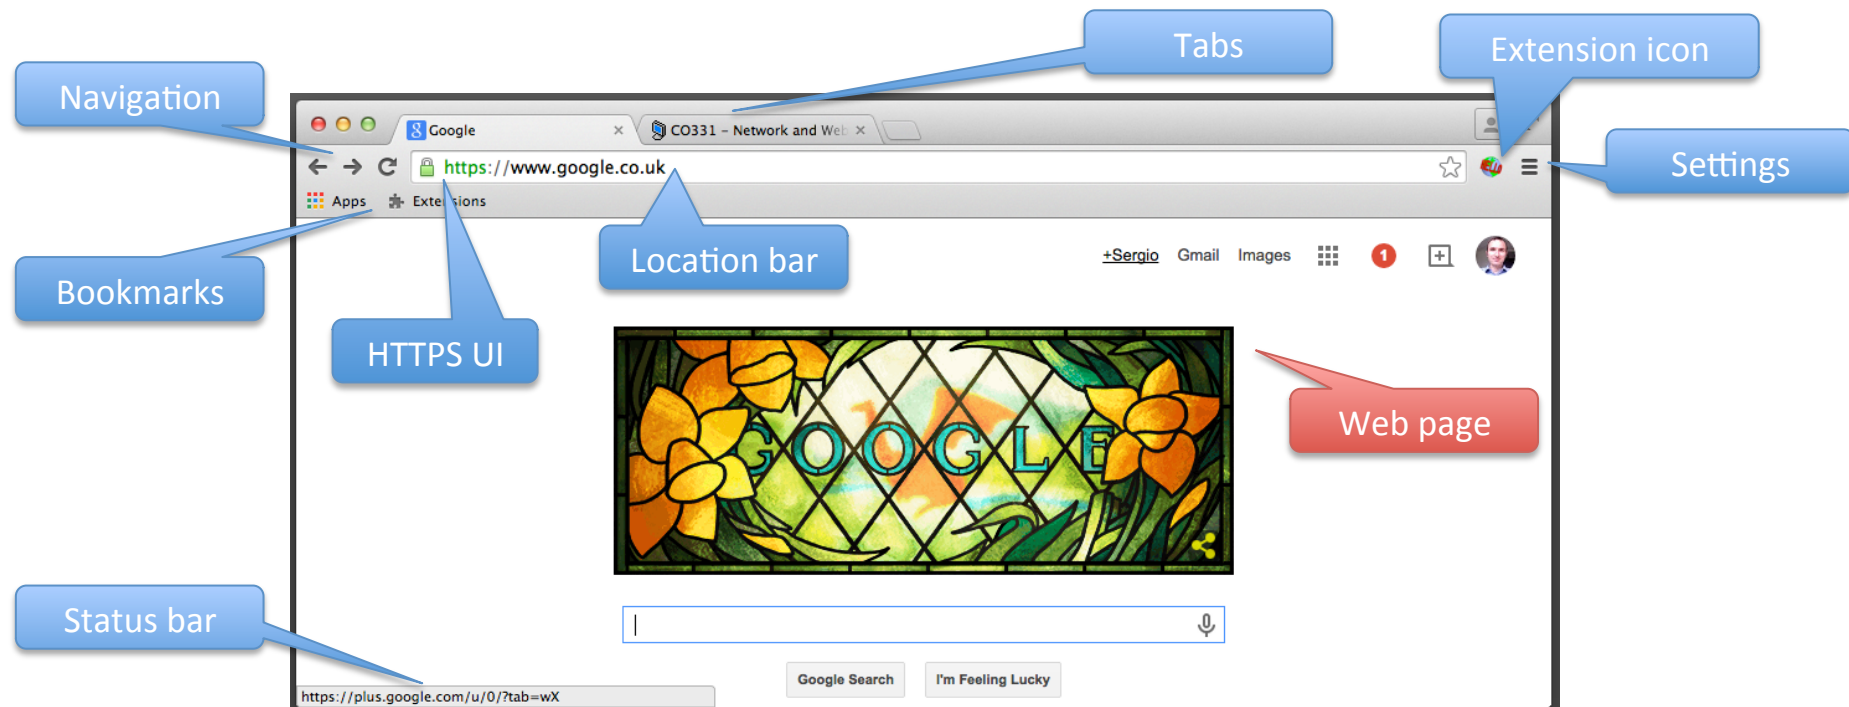 Tabs
Extension icon
Navigation
Google
CO331 – Network and Web
Settings
https://www.google.co.uk
Apps
Extensions
Location bar
Bookmarks
+Sergio Gmail Images 1
HTTPS UI
Web page
GOOGLE
Status bar
Google Search
I'm Feeling Lucky
https://plus.google.com/u/0/?tab=wX